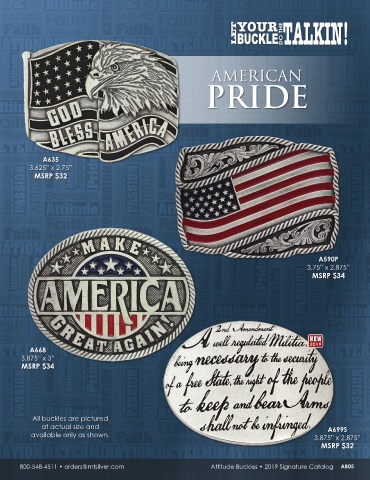 LET YOUR BUCKLE DO THE TALKIN!
AMERICAN
PRIDE
GOD
BLESS AMERICA
A635
3.625" x 2.75"
MSRP $32
A590P
3.75" x 2.875"
MSRP $34
MAKE
AMERICA
GREAT AGAIN!
A668
3.875" x 3"
MSRP $34
NEW
2019
2nd Amendment
A well regulated Militia,
being necessary to the security
of a free State, the right of the people
to keep and bear Arms
shall not be infringed.
A699S
3.875" x 2.875"
MSRP $32
All buckles are pictured
at actual size and
available only as shown.
800-548-4511 • orders@mtsilver.com
Attitude Buckles • 2019 Signature Catalog A805